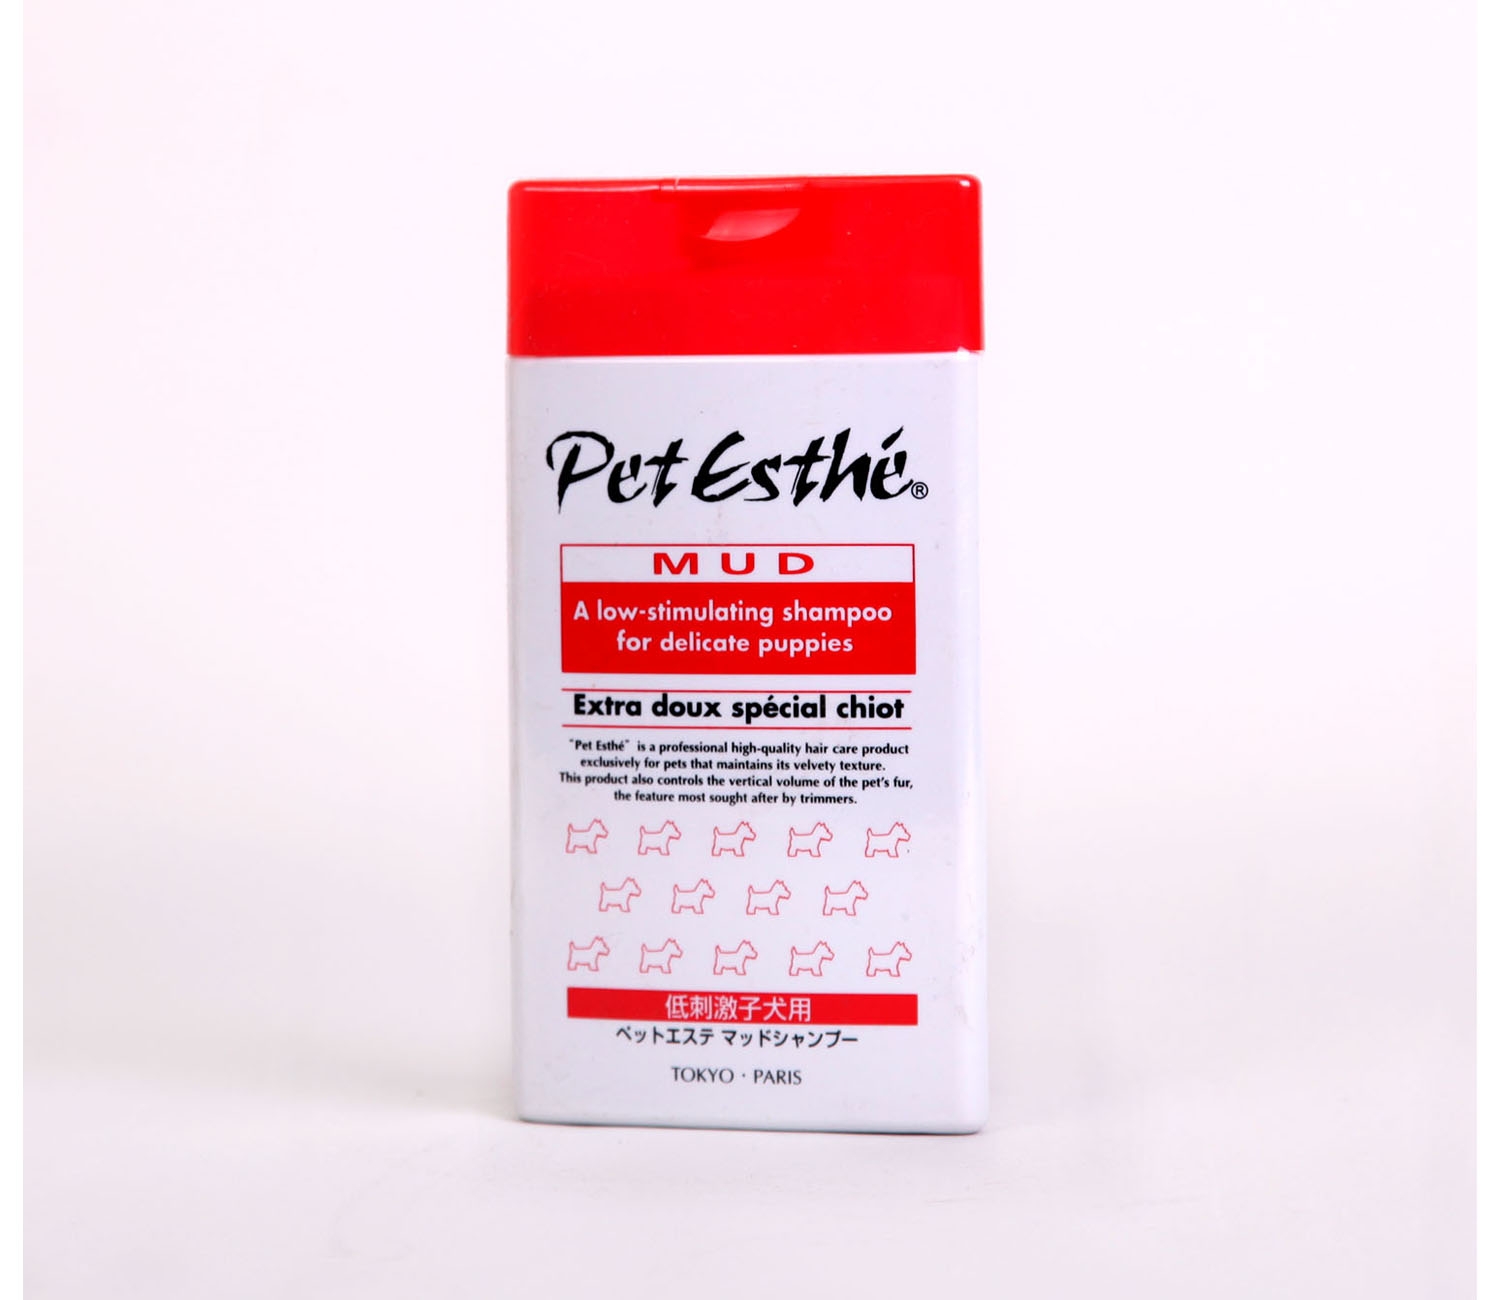 Pet Esthé®
MUD
A low-stimulating shampoo
for delicate puppies
Extra doux spécial chiot
"Pet Esthé" is a professional high-quality hair care product
exclusively for pets that maintains its velvety texture.
This product also controls the vertical volume of the pet's fur,
the feature most sought after by trimmers.
低刺激子犬用
ペットエステ マッドシャンプー
TOKYO・PARIS